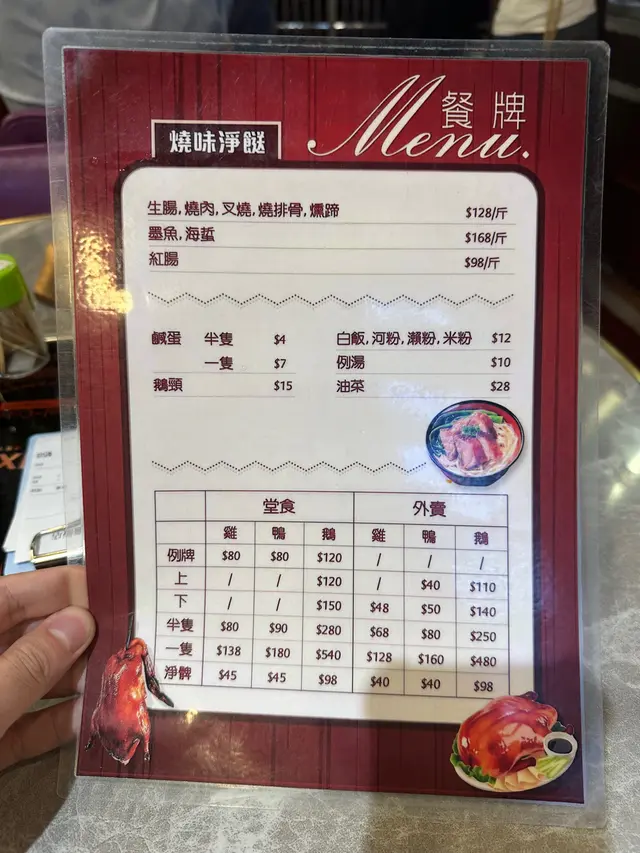 餐牌
Menu.
燒味淨餸
生腸, 燒肉, 叉燒, 燒排骨, 燻蹄 $128/斤
墨魚, 海蜇 $168/斤
紅腸 $98/斤
鹹蛋 半隻 $4
一隻 $7
鵝頸 $15
白飯, 河粉, 瀨粉, 米粉 $12
例湯 $10
油菜 $28
堂食 外賣
雞 鴨 鵝 雞 鴨 鵝
例牌 $80 $80 $120 / / /
上 / / $120 / $40 $110
下 / / $150 $48 $50 $140
半隻 $80 $90 $280 $68 $80 $250
一隻 $138 $180 $540 $128 $160 $480
淨髀 $45 $45 $98 $40 $40 $98